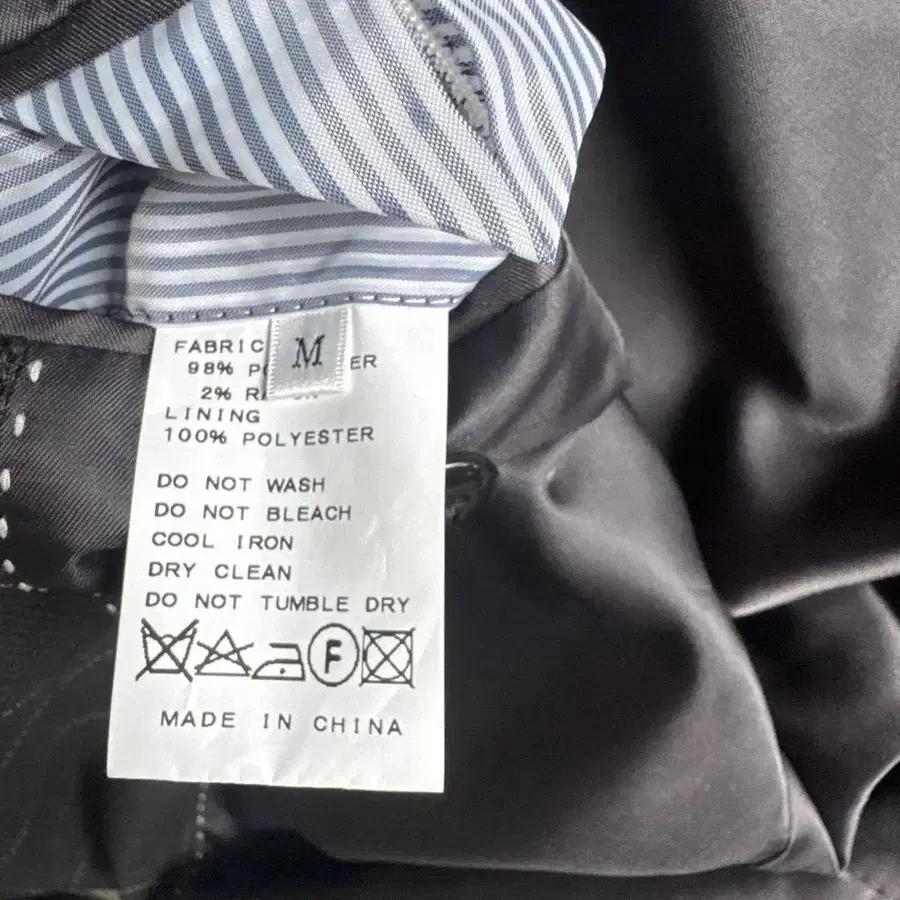 M
FABRIC
98% P ER
2% R
LINING
100% POLYESTER
DO NOT WASH
DO NOT BLEACH
COOL IRON
DRY CLEAN
DO NOT TUMBLE DRY
F
MADE IN CHINA